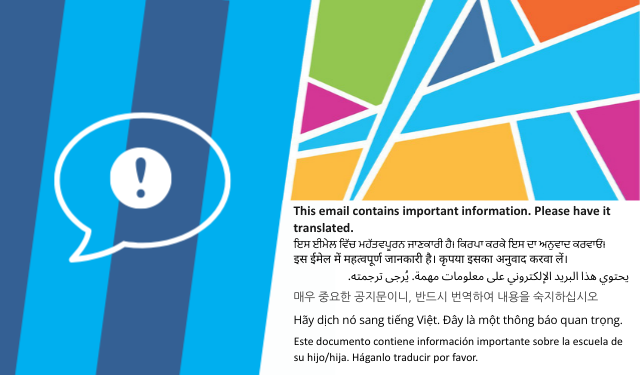 This email contains important information. Please have it
translated.
ਇਸ ਈਮੇਲ ਵਿੱਚ ਮਹੱਤਵਪੂਰਨ ਜਾਣਕਾਰੀ ਹੈ। ਕਿਰਪਾ ਕਰਕੇ ਇਸ ਦਾ ਅਨੁਵਾਦ ਕਰਵਾਓ।
इस ईमेल में महत्वपूर्ण जानकारी है। कृपया इसका अनुवाद करवा लें।
يحتوي هذا البريد الإلكتروني على معلومات مهمة. يُرجى ترجمته.
매우 중요한 공지문이니, 반드시 번역하여 내용을 숙지하십시오
Hãy dịch nó sang tiếng Việt. Đây là một thông báo quan trọng.
Este documento contiene información importante sobre la escuela de
su hijo/hija. Háganlo traducir por favor.